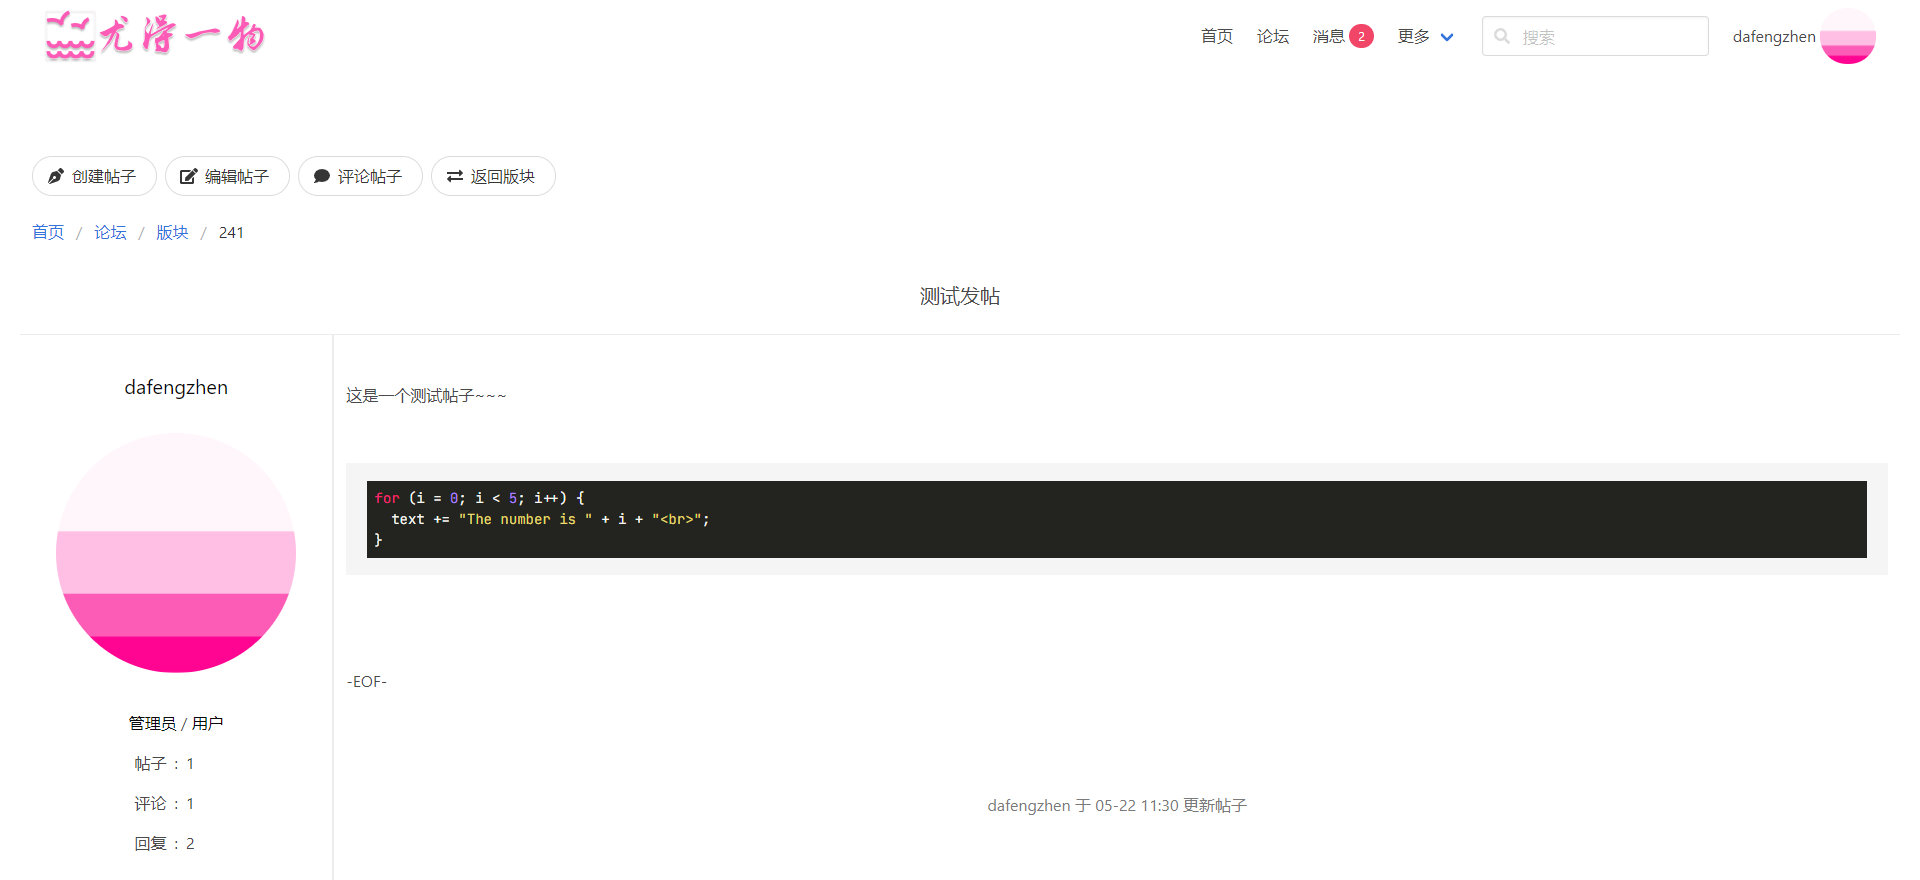 尤得一物
首页 论坛 消息 2 更多 搜索 dafengzhen
创建帖子 编辑帖子 评论帖子 返回版块
首页 / 论坛 / 版块 / 241
测试发帖
dafengzhen
管理员 / 用户
帖子 : 1
评论 : 1
回复 : 2
这是一个测试帖子~~~
for (i = 0; i < 5; i++) {
text += "The number is " + i + "<br>";
}
-EOF-
dafengzhen 于 05-22 11:30 更新帖子